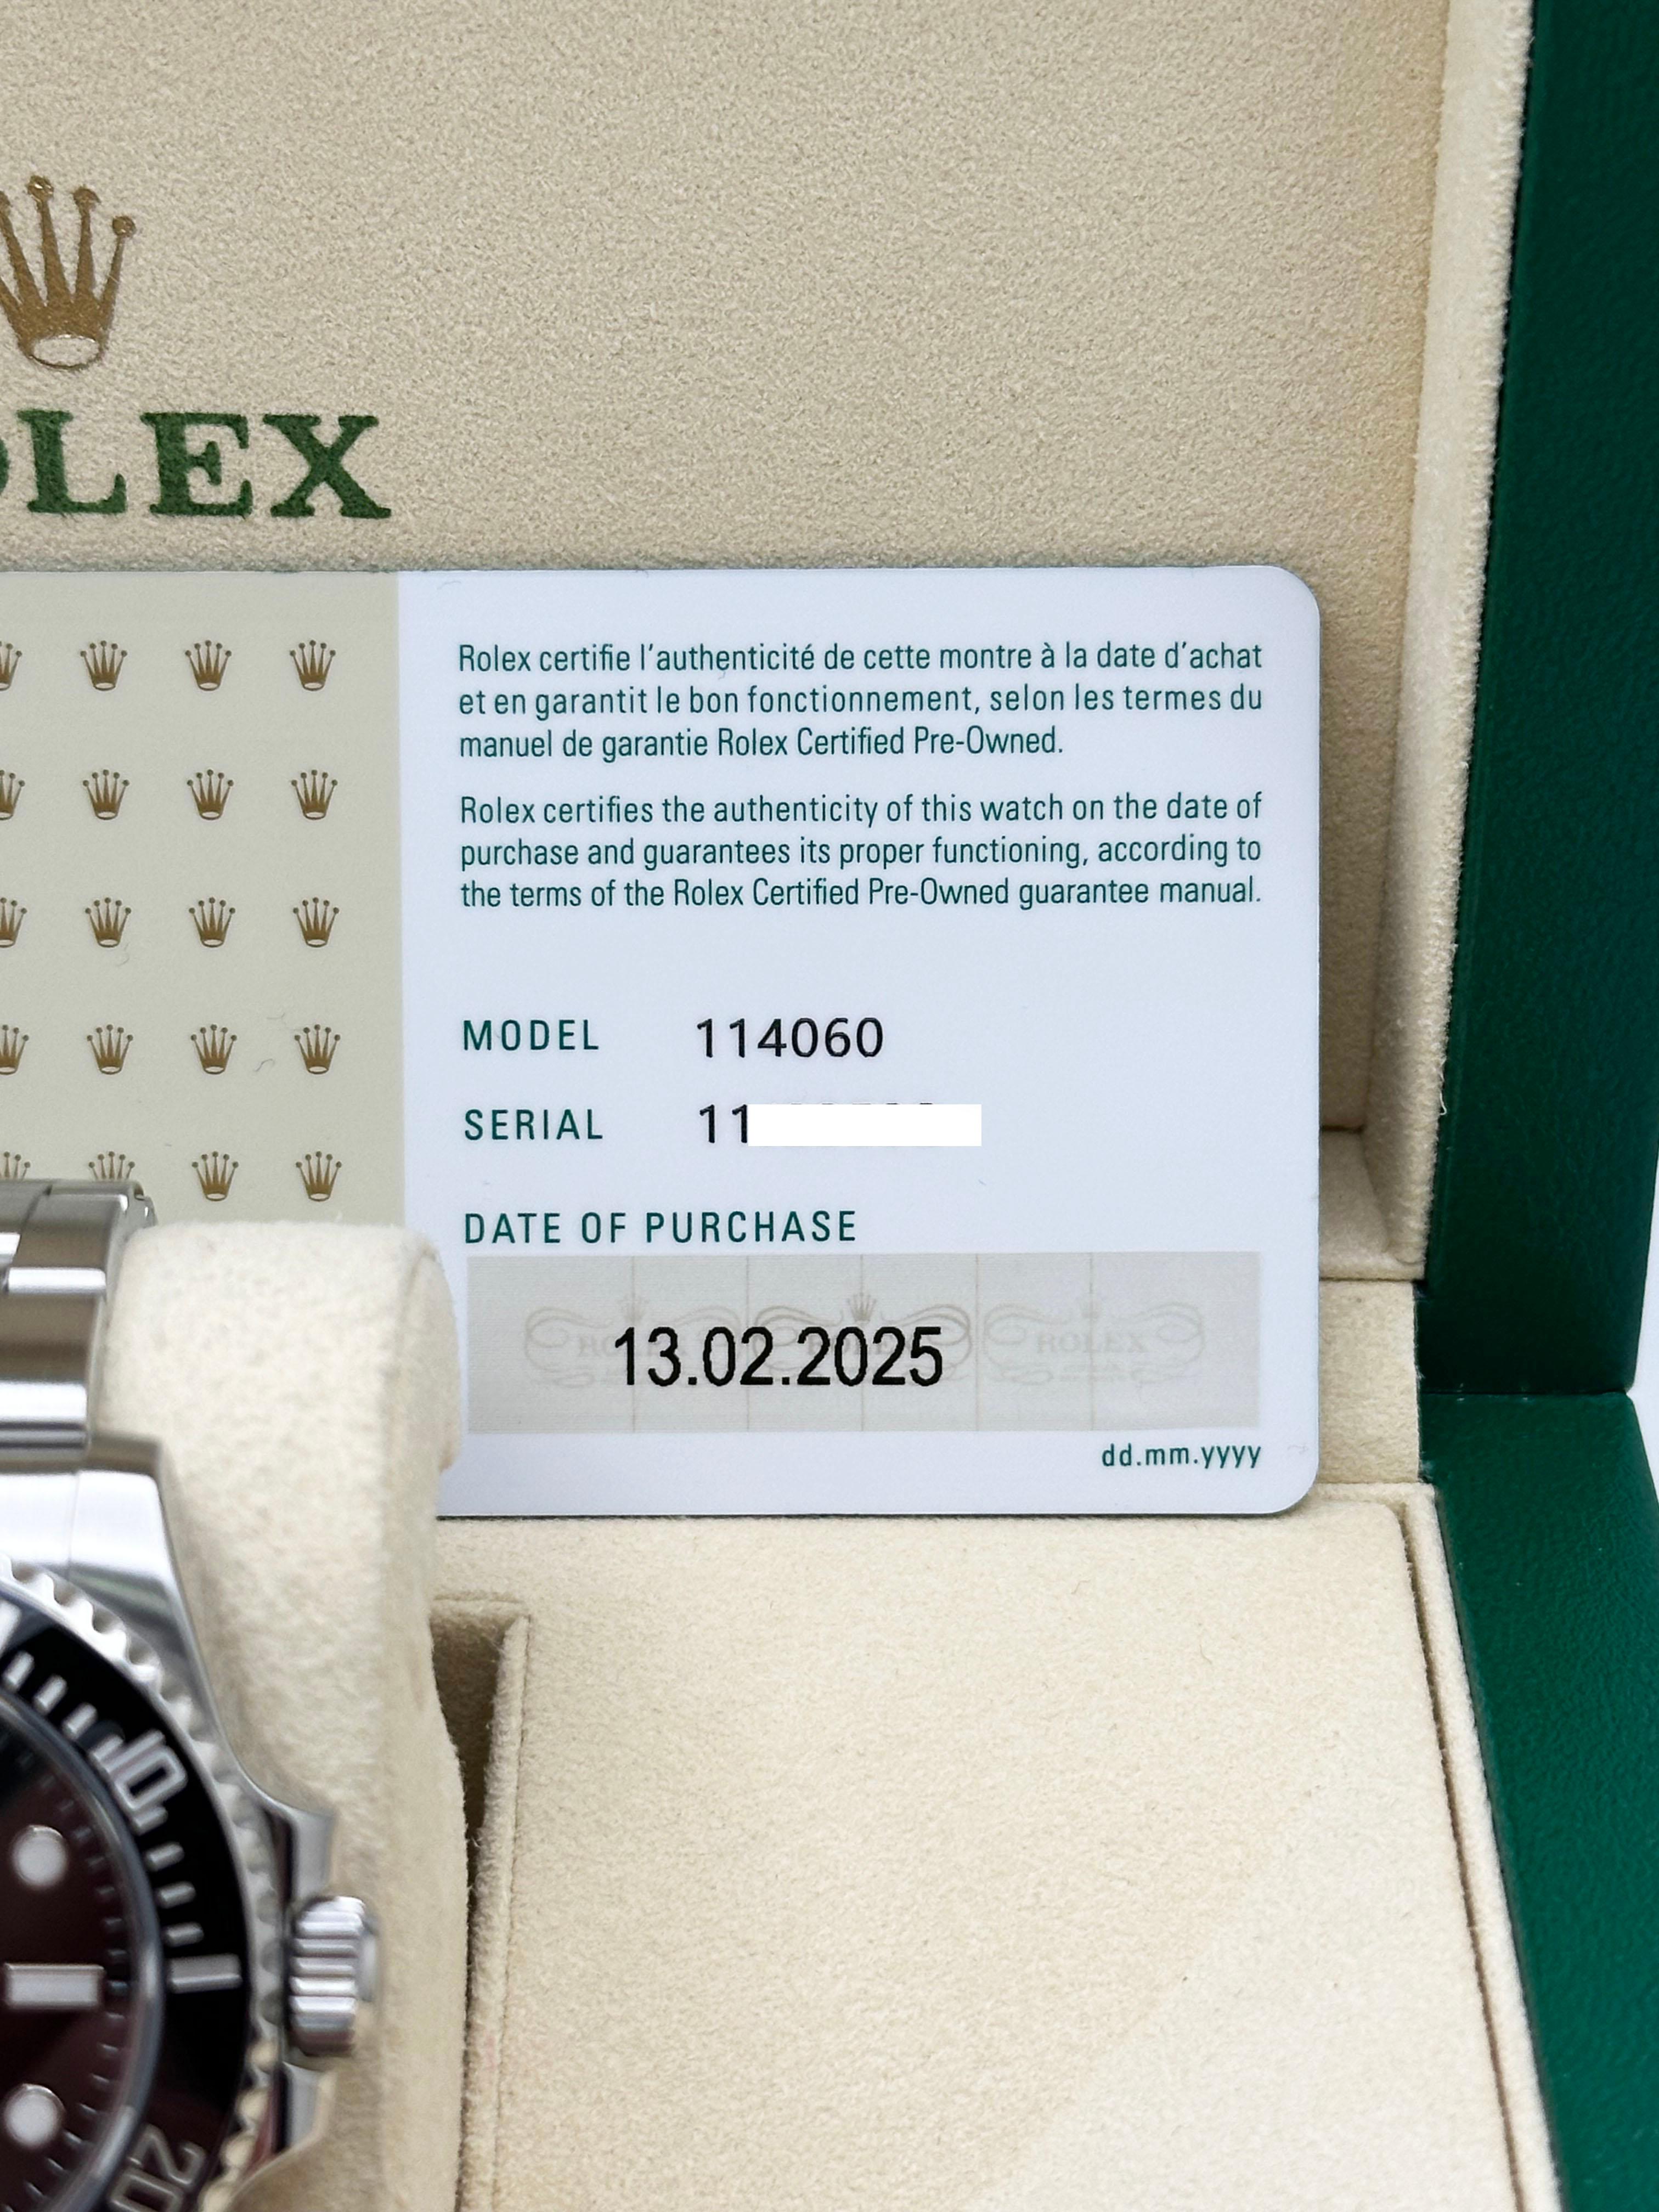 OLEX
Rolex certifie l'authenticité de cette montre à la date d'achat
et en garantit le bon fonctionnement, selon les termes du
manuel de garantie Rolex Certified Pre-Owned.
Rolex certifies the authenticity of this watch on the date of
purchase and guarantees its proper functioning, according to
the terms of the Rolex Certified Pre-Owned guarantee manual.
MODEL 114060
SERIAL 11
DATE OF PURCHASE
13.02.2025
ROLEX
dd.mm.yyyy
10
20